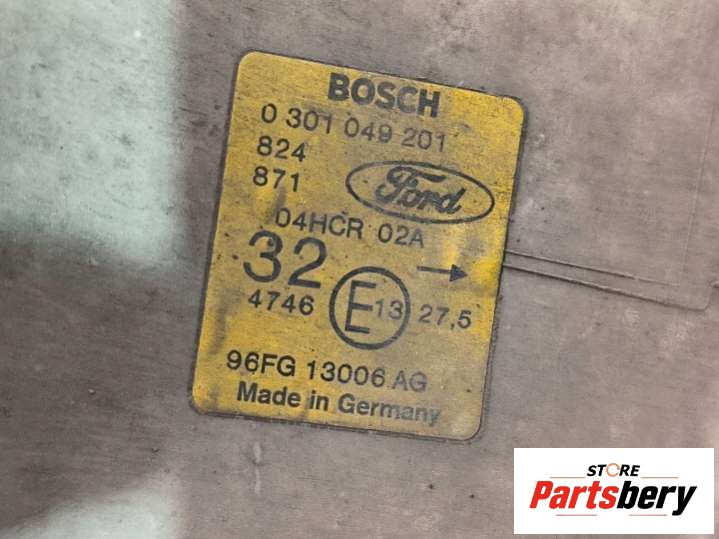 BOSCH
0 301 049 201
824
871
Ford
04HCR 02A
32
4746 E 13 27,5
96FG 13006 AG
Made in Germany
STORE
Partsbery